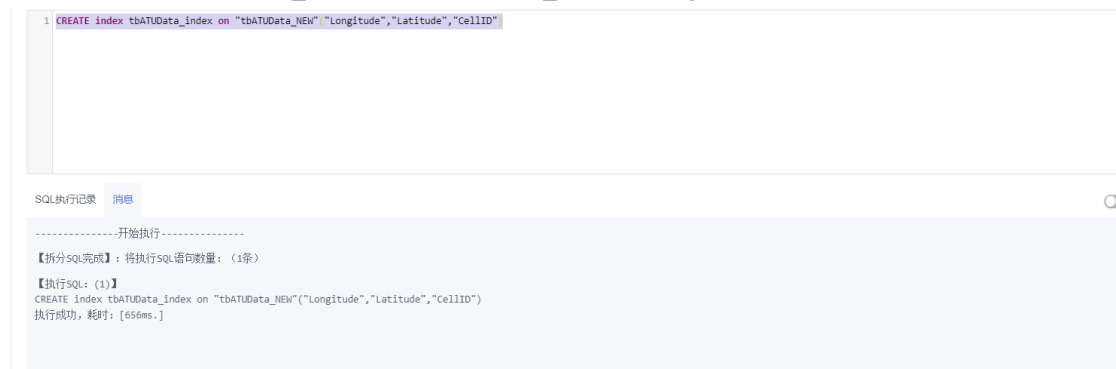 1 CREATE index tbATUData_index on "tbATUData_NEW"("Longitude","Latitude","CellID")
SQL执行记录 消息
---------------开始执行---------------
【拆分SQL完成】：将执行SQL语句数量：（1条）
【执行SQL：(1)】
CREATE index tbATUData_index on "tbATUData_NEW"("Longitude","Latitude","CellID")
执行成功，耗时：[656ms.]